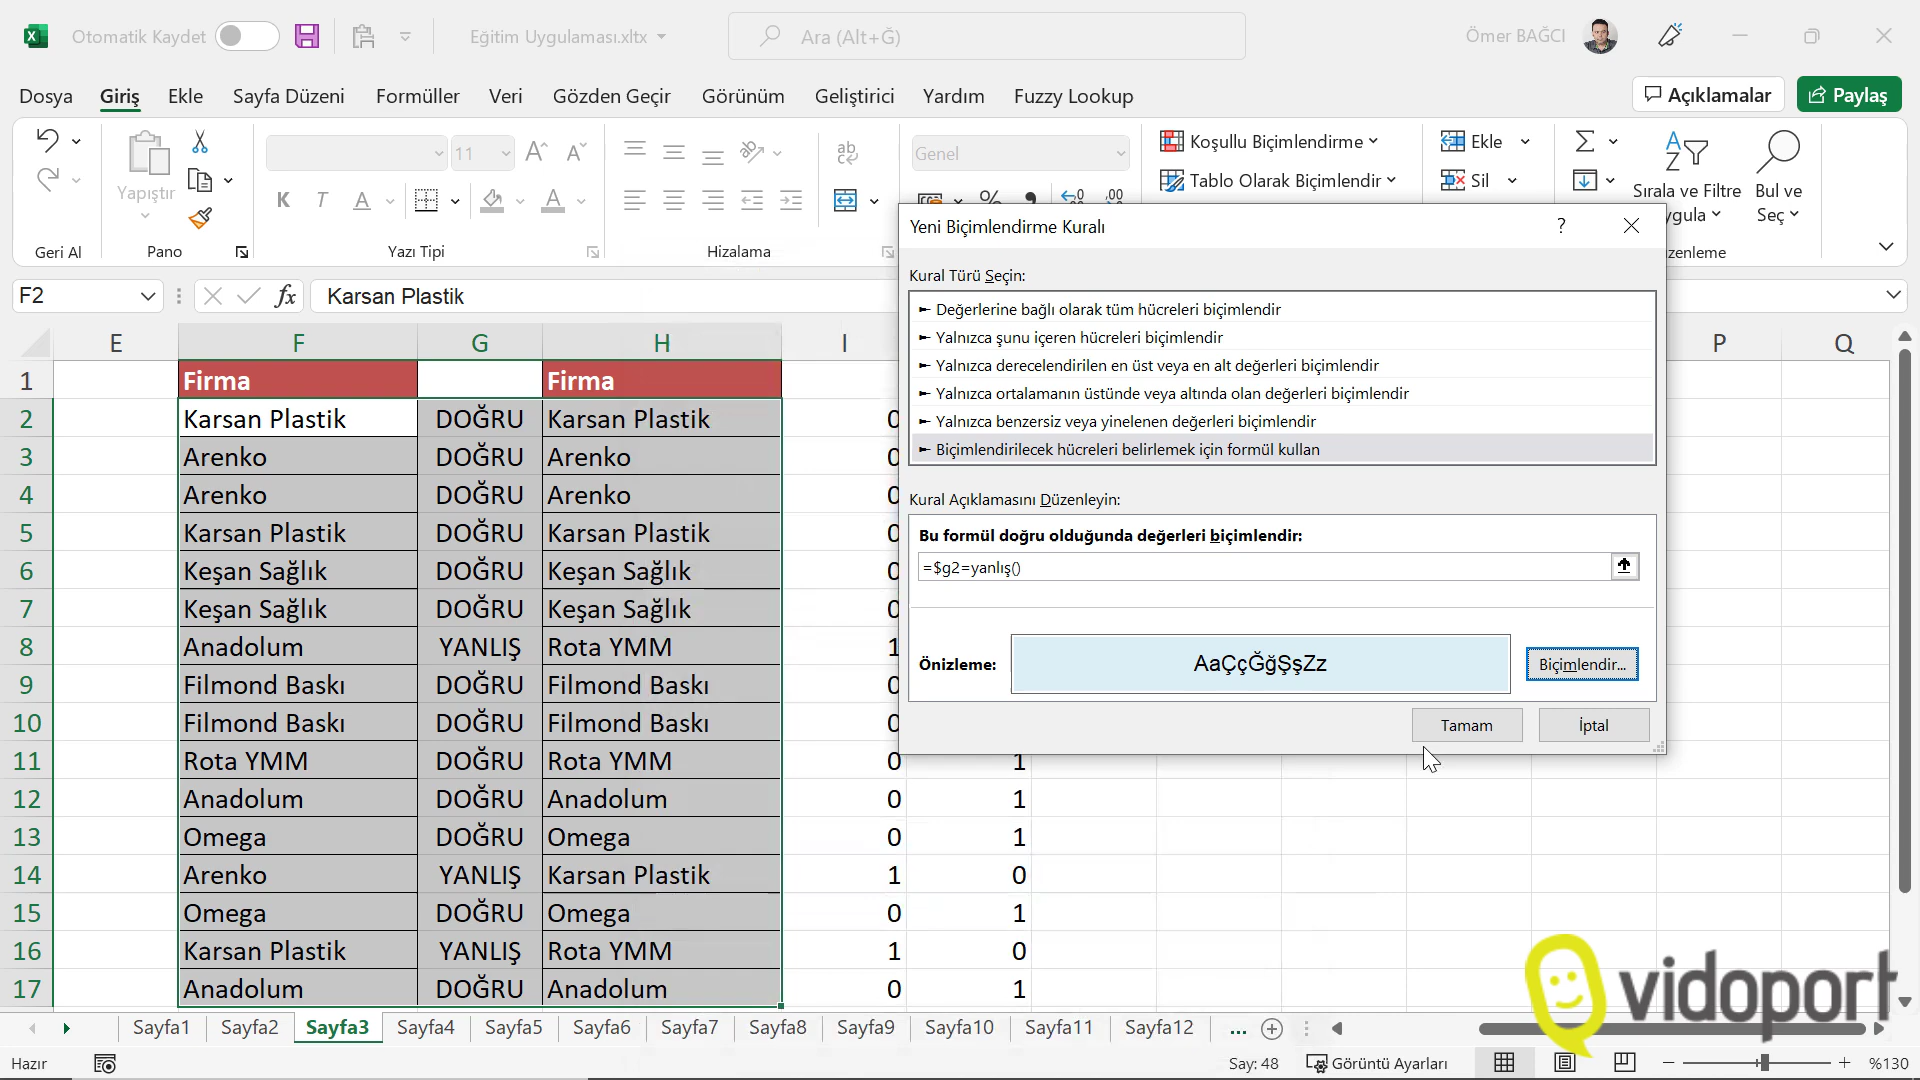 Otomatik Kaydet
Eğitim Uygulaması.xltx
Ara (Alt+Ğ)
Ömer BAĞCI
Dosya Giriş Ekle Sayfa Düzeni Formüller Veri Gözden Geçir Görünüm Geliştirici Yardım Fuzzy Lookup
Açıklamalar Paylaş
Yapıştır
11
K T A A
ab
Genel
Koşullu Biçimlendirme
Tablo Olarak Biçimlendir
Ekle
Sil
Sırala ve Filtre
Bul ve
Seç
Geri Al Pano Yazı Tipi Hizalama
F2
fx
Karsan Plastik
E F G H I P Q
1 Firma Firma
2 Karsan Plastik DOĞRU Karsan Plastik 0
3 Arenko DOĞRU Arenko 0
4 Arenko DOĞRU Arenko 0
5 Karsan Plastik DOĞRU Karsan Plastik 0
6 Keşan Sağlık DOĞRU Keşan Sağlık 0
7 Keşan Sağlık DOĞRU Keşan Sağlık 0
8 Anadolum YANLIŞ Rota YMM 1
9 Filmond Baskı DOĞRU Filmond Baskı 0
10 Filmond Baskı DOĞRU Filmond Baskı 0
11 Rota YMM DOĞRU Rota YMM 0 1
12 Anadolum DOĞRU Anadolum 0 1
13 Omega DOĞRU Omega 0 1
14 Arenko YANLIŞ Karsan Plastik 1 0
15 Omega DOĞRU Omega 0 1
16 Karsan Plastik YANLIŞ Rota YMM 1 0
17 Anadolum DOĞRU Anadolum 0 1
Yeni Biçimlendirme Kuralı
?
Kural Türü Seçin:
► Değerlerine bağlı olarak tüm hücreleri biçimlendir
► Yalnızca şunu içeren hücreleri biçimlendir
► Yalnızca derecelendirilen en üst veya en alt değerleri biçimlendir
► Yalnızca ortalamanın üstünde veya altında olan değerleri biçimlendir
► Yalnızca benzersiz veya yinelenen değerleri biçimlendir
► Biçimlendirilecek hücreleri belirlemek için formül kullan
Kural Açıklamasını Düzenleyin:
Bu formül doğru olduğunda değerleri biçimlendir:
=$g2=yanlış()
Önizleme:
AaÇçĞğŞşZz
Biçimlendir...
Tamam
İptal
vidoport
Sayfa1 Sayfa2 Sayfa3 Sayfa4 Sayfa5 Sayfa6 Sayfa7 Sayfa8 Sayfa9 Sayfa10 Sayfa11 Sayfa12 ...
Hazır
Say: 48
Görüntü Ayarları
%130